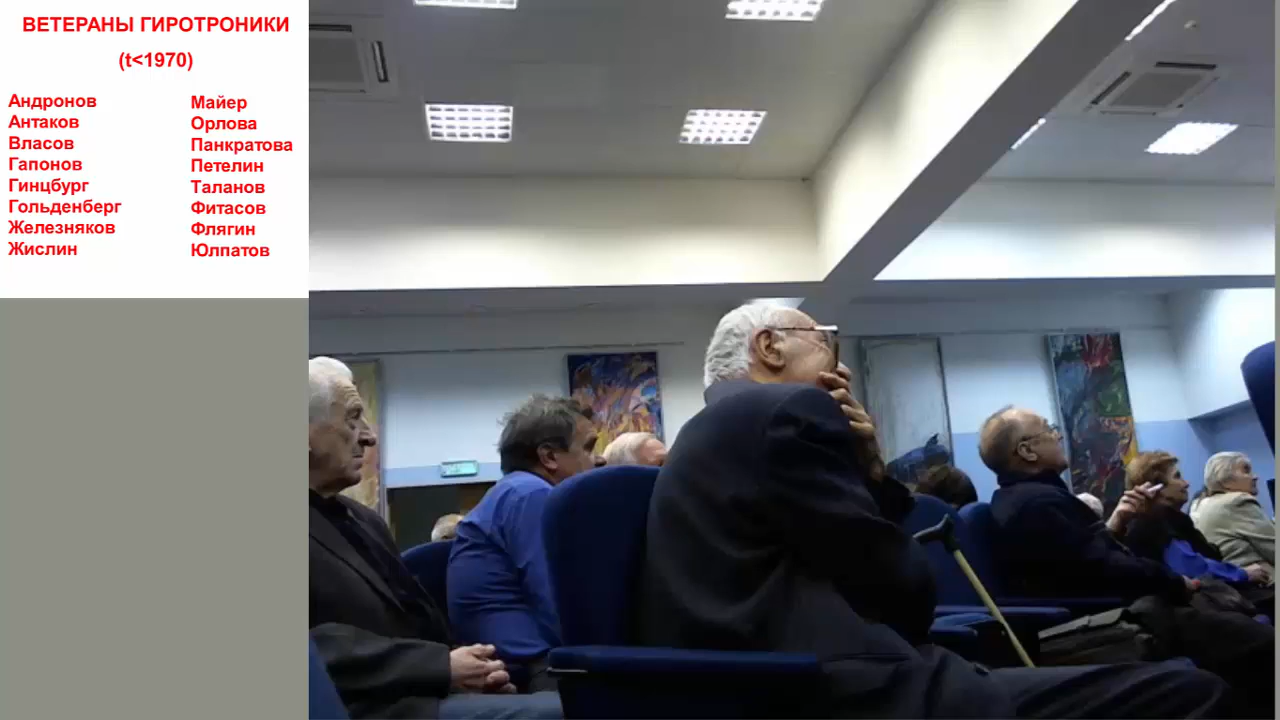 ВЕТЕРАНЫ ГИРОТРОНИКИ
(t<1970)
Андронов
Антаков
Власов
Гапонов
Гинцбург
Гольденберг
Железняков
Жислин
Майер
Орлова
Панкратова
Петелин
Таланов
Фитасов
Флягин
Юлпатов